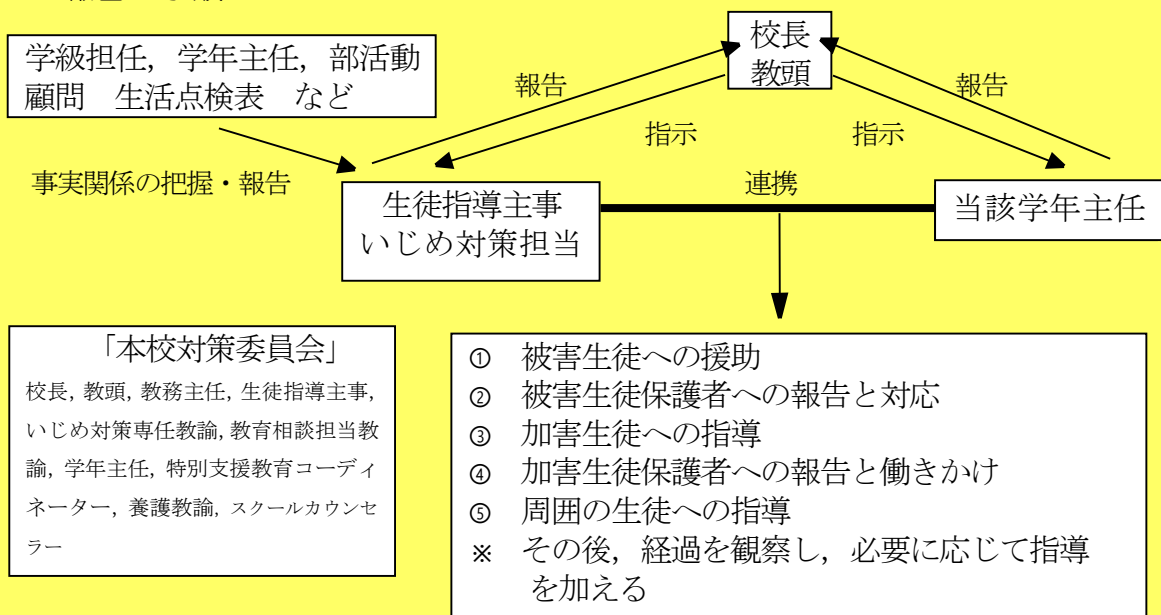 校長
教頭
学級担任，学年主任，部活動
顧問　生活点検表　など
報告
報告
指示
指示
事実関係の把握・報告
連携
生徒指導主事
いじめ対策担当
当該学年主任
「本校対策委員会」
校長，教頭，教務主任，生徒指導主事，
いじめ対策専任教諭，教育相談担当教
諭，学年主任，特別支援教育コーディ
ネーター，養護教諭，スクールカウンセ
ラー
①　被害生徒への援助
②　被害生徒保護者への報告と対応
③　加害生徒への指導
④　加害生徒保護者への報告と働きかけ
⑤　周囲の生徒への指導
※　その後，経過を観察し，必要に応じて指導
を加える